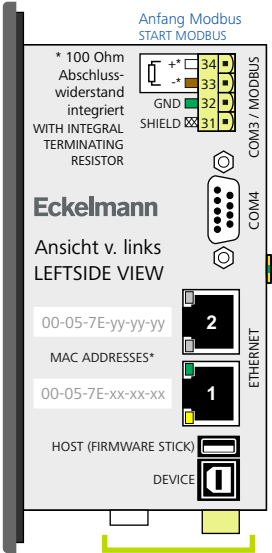 Anfang Modbus
START MODBUS
* 100 Ohm
Abschluss-
widerstand
integriert
WITH INTEGRAL
TERMINATING
RESISTOR
+* 34
-* 33
GND 32
SHIELD 31
COM3 / MODBUS
COM4
Eckelmann
Ansicht v. links
LEFTSIDE VIEW
00-05-7E-yy-yy-yy
2
MAC ADDRESSES*
00-05-7E-xx-xx-xx
1
ETHERNET
HOST (FIRMWARE STICK)
DEVICE